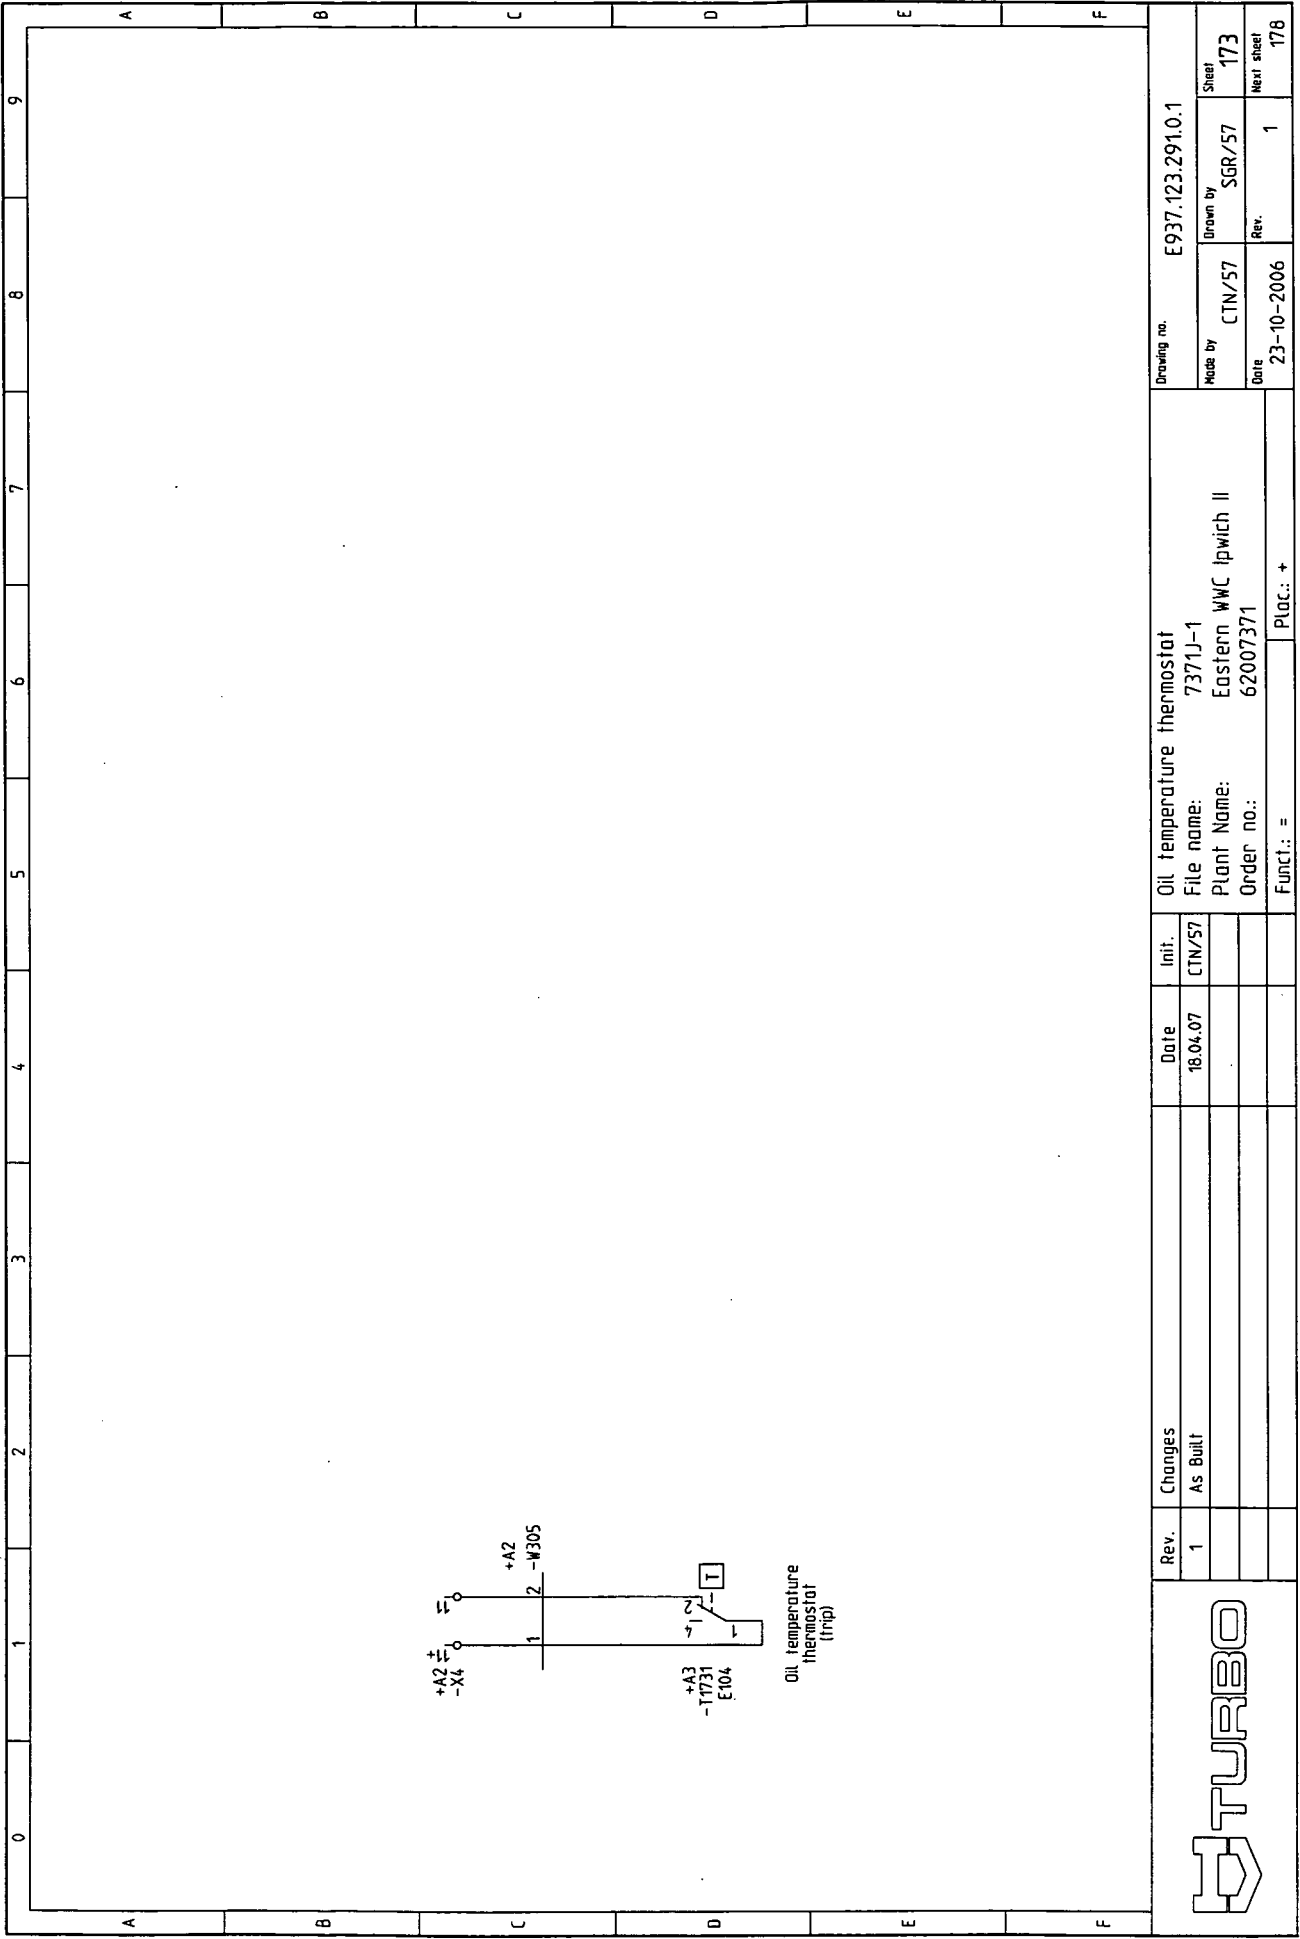 0 1 2 3 4 5 6 7 8 9
A A
B B
C C
D D
E E
F F
+A2
-X4
11± 11
+A2
-W305
1 2
+A3
-T1731
E104
4 2
1
T
Oil temperature
thermostat
(trip)
TURBO
Rev. Changes Date Init.
1 As Built 18.04.07 CTN/57
Oil temperature thermostat
File name: 7371J-1
Plant Name: Eastern WWC Ipwich II
Order no.: 62007371
Funct.: = Plac.: +
Drawing no. E937.123.291.0.1
Made by CTN/57
Drawn by SGR/57
Sheet 173
Date 23-10-2006
Rev. 1
Next sheet 178